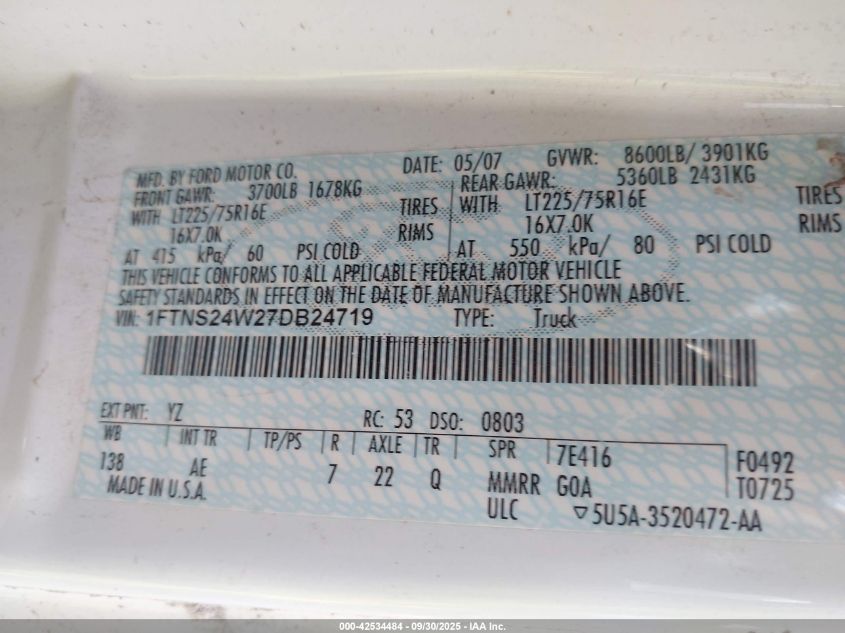 MFD. BY FORD MOTOR CO. DATE: 05/07 GVWR: 8600LB/ 3901KG
FRONT GAWR: 3700LB 1678KG REAR GAWR: 5360LB 2431KG
WITH LT225/75R16E TIRES WITH LT225/75R16E TIRES
16X7.0K RIMS 16X7.0K RIMS
AT 415 kPa/ 60 PSI COLD AT 550 kPa/ 80 PSI COLD
THIS VEHICLE CONFORMS TO ALL APPLICABLE FEDERAL MOTOR VEHICLE
SAFETY STANDARDS IN EFFECT ON THE DATE OF MANUFACTURE SHOWN ABOVE.
VIN: 1FTNS24W27DB24719 TYPE: Truck
EXT PNT: YZ RC: 53 DSO: 0803
WB INT TR TP/PS R AXLE TR SPR 7E416 F0492
138 AE 7 22 Q MMRR GOA T0725
MADE IN U.S.A. ULC ▽5U5A-3520472-AA
000-42534484 - 09/30/2025 - IAA Inc.